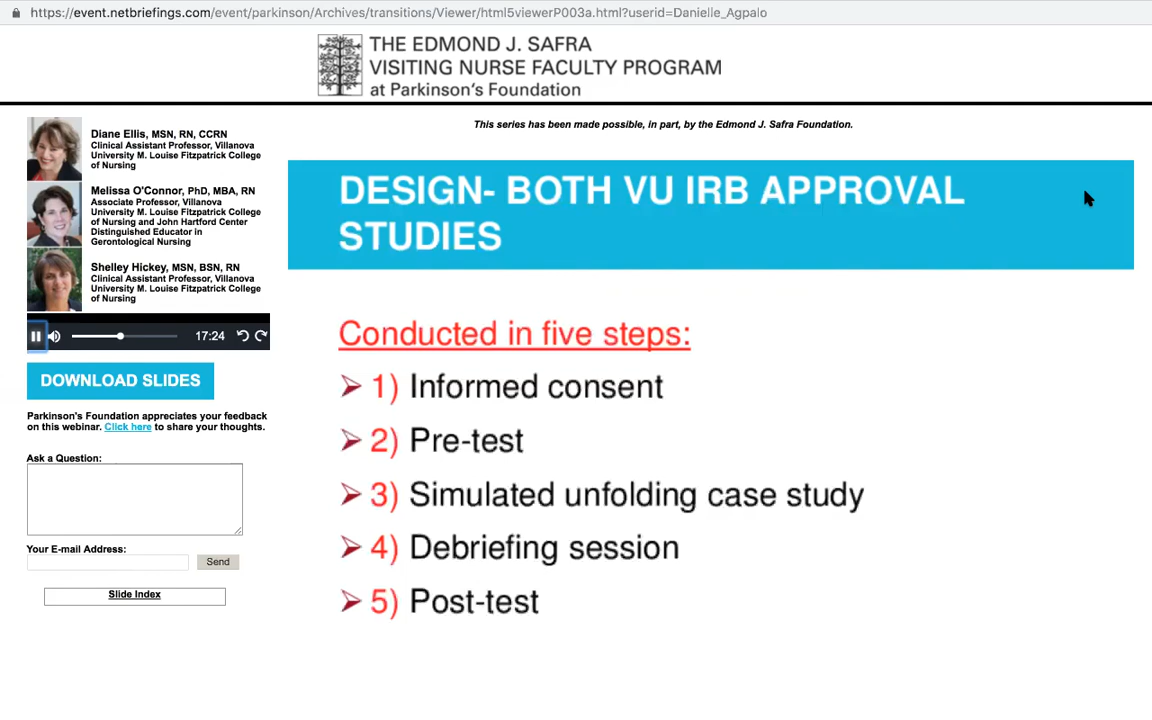 https://event.netbriefings.com/event/parkinson/Archives/transitions/Viewer/html5viewerP003a.html?userid=Danielle_Agpalo
THE EDMOND J. SAFRA
VISITING NURSE FACULTY PROGRAM
at Parkinson's Foundation
This series has been made possible, in part, by the Edmond J. Safra Foundation.
Diane Ellis, MSN, RN, CCRN
Clinical Assistant Professor, Villanova
University M. Louise Fitzpatrick College
of Nursing
Melissa O'Connor, PhD, MBA, RN
Associate Professor, Villanova
University M. Louise Fitzpatrick College
of Nursing and John Hartford Center
Distinguished Educator in
Gerontological Nursing
Shelley Hickey, MSN, BSN, RN
Clinical Assistant Professor, Villanova
University M. Louise Fitzpatrick College
of Nursing
17:24
DOWNLOAD SLIDES
Parkinson's Foundation appreciates your feedback
on this webinar. Click here to share your thoughts.
Ask a Question:
Your E-mail Address:
Send
Slide Index
DESIGN- BOTH VU IRB APPROVAL
STUDIES
Conducted in five steps:
➢ 1) Informed consent
➢ 2) Pre-test
➢ 3) Simulated unfolding case study
➢ 4) Debriefing session
➢ 5) Post-test